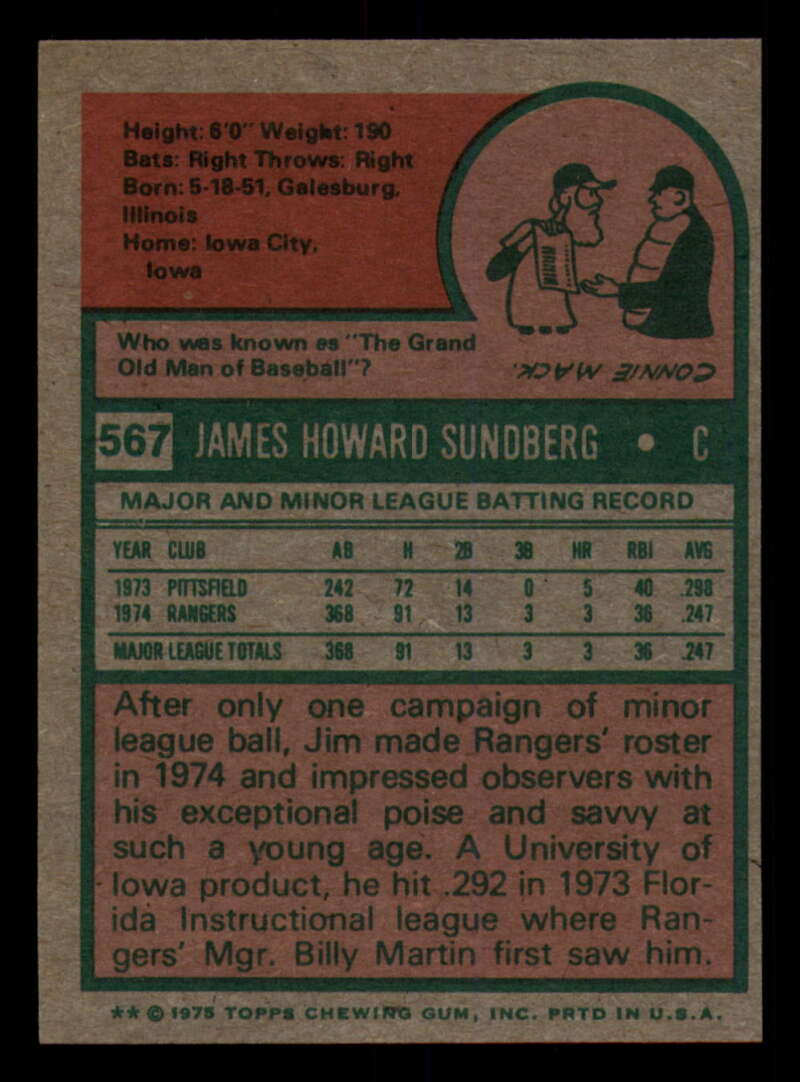 Height: 6'0" Weight: 190
Bats: Right Throws: Right
Born: 5-18-51, Galesburg,
Illinois
Home: Iowa City,
Iowa
Who was known as "The Grand
Old Man of Baseball"?
CONNIE MACK.
567 JAMES HOWARD SUNDBERG • C
MAJOR AND MINOR LEAGUE BATTING RECORD
YEAR CLUB AB H 2B 3B HR RBI AVG
1973 PITTSFIELD 242 72 14 0 5 40 .298
1974 RANGERS 368 91 13 3 3 36 .247
MAJOR LEAGUE TOTALS 368 91 13 3 3 36 .247
After only one campaign of minor
league ball, Jim made Rangers' roster
in 1974 and impressed observers with
his exceptional poise and savvy at
such a young age. A University of
Iowa product, he hit .292 in 1973 Flor-
ida Instructional league where Ran-
gers' Mgr. Billy Martin first saw him.
** © 1975 TOPPS CHEWING GUM, INC. PRTD IN U.S.A.